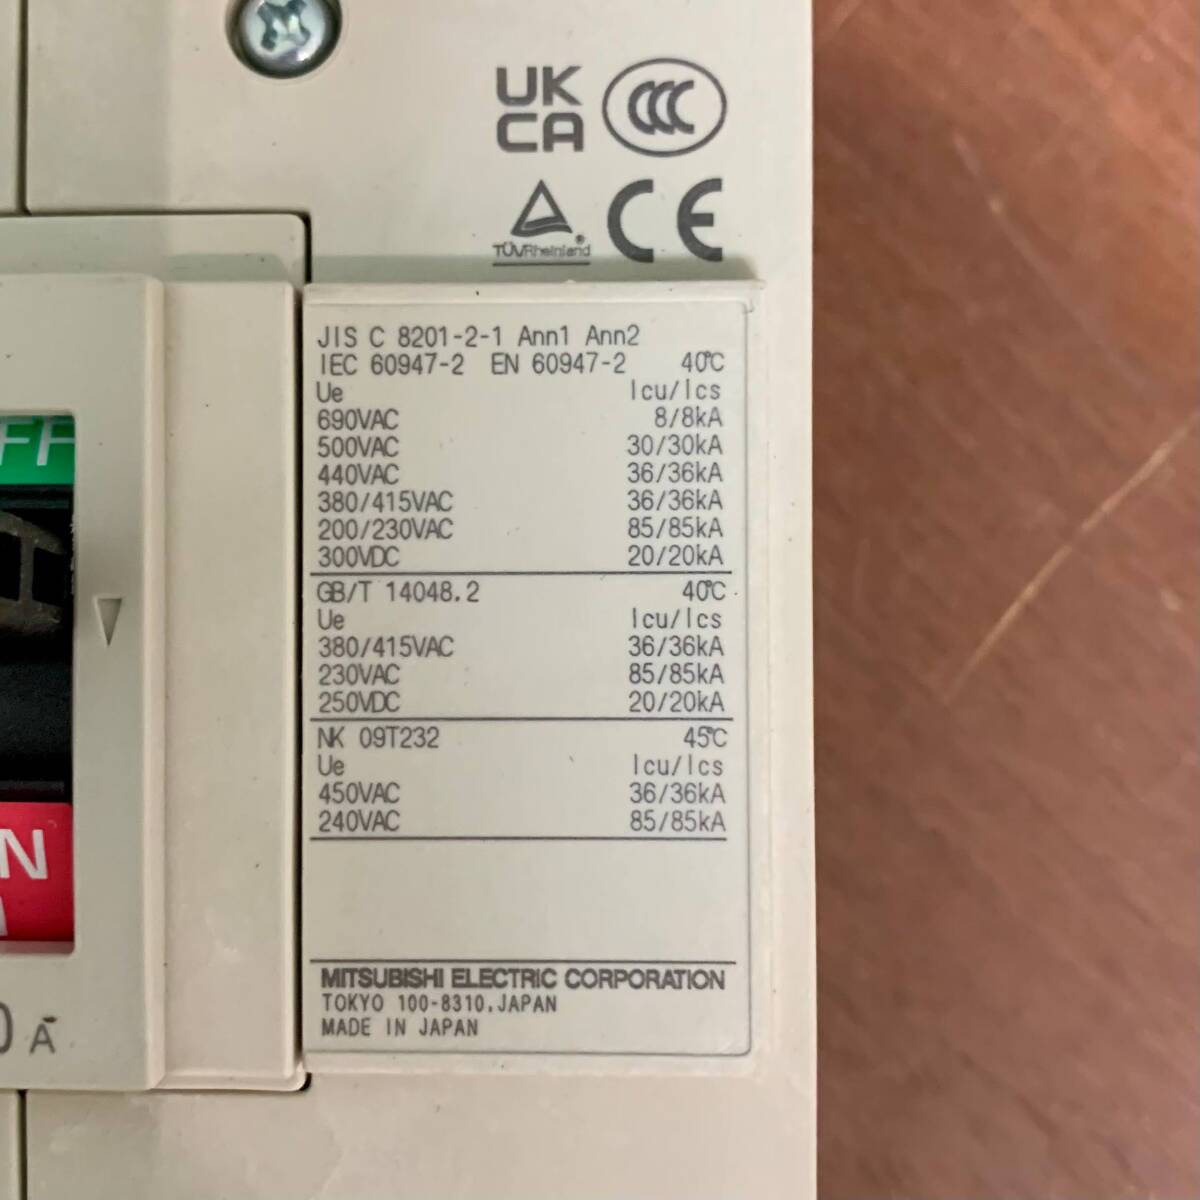 UK
CA
CCC
TÜVRheinland®
CE
JIS C 8201-2-1 Ann1 Ann2
IEC 60947-2 EN 60947-2 40℃
Ue Icu/Ics
690VAC 8/8kA
500VAC 30/30kA
440VAC 36/36kA
380/415VAC 36/36kA
200/230VAC 85/85kA
300VDC 20/20kA
GB/T 14048.2 40℃
Ue Icu/Ics
380/415VAC 36/36kA
230VAC 85/85kA
250VDC 20/20kA
NK 09T232 45℃
Ue Icu/Ics
450VAC 36/36kA
240VAC 85/85kA
MITSUBISHI ELECTRIC CORPORATION
TOKYO 100-8310,JAPAN
MADE IN JAPAN
FF
N
0 A